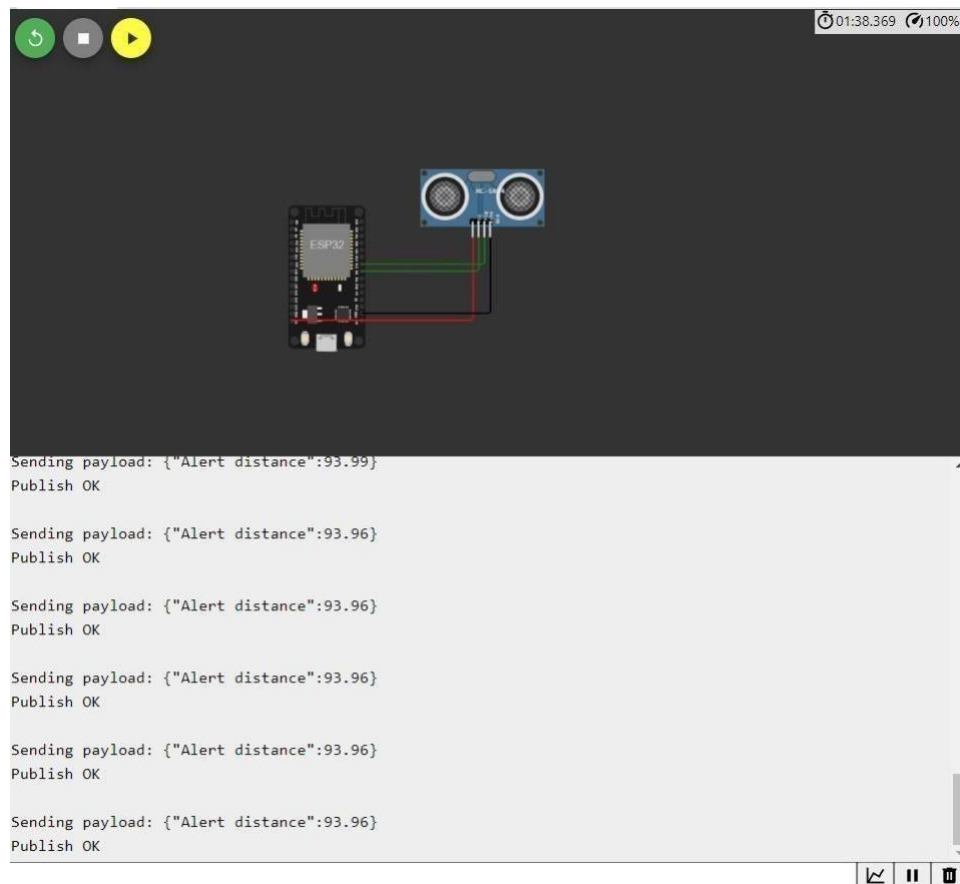 01:38.369 100%
ESP32
Sending payload: {"Alert distance":93.99}
Publish OK
Sending payload: {"Alert distance":93.96}
Publish OK
Sending payload: {"Alert distance":93.96}
Publish OK
Sending payload: {"Alert distance":93.96}
Publish OK
Sending payload: {"Alert distance":93.96}
Publish OK
Sending payload: {"Alert distance":93.96}
Publish OK